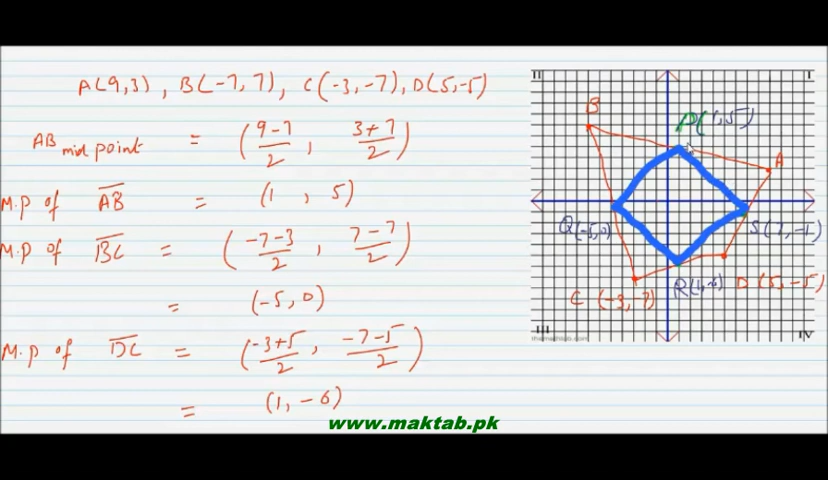 A(9,3), B(-7,7), C(-3,-7), D(5,-5)
AB mid point = (9-7/2, 3+7/2)
M.P of AB = (1, 5)
M.P of BC = (-7-3/2, 7-7/2)
= (-5,0)
M.P of DC = (-3+5/2, -7-5/2)
= (1,-6)
www.maktab.pk
II I
B
P(1,5)
A
Q(-5,0) S(7,-1)
R(1,-6) D(5,-5)
C (-3,-7)
III IV